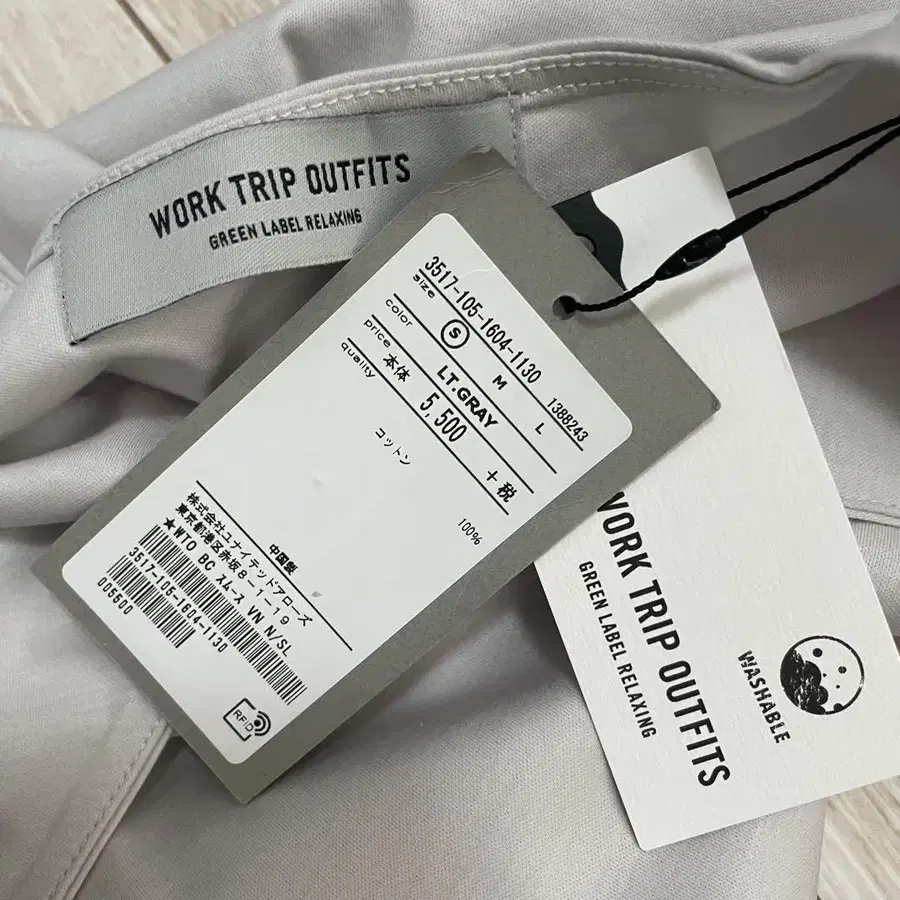 WORK TRIP OUTFITS
GREEN LABEL RELAXING
3517-105-1604-1130
1388243
size S M L
color LT.GRAY
price 本体 5,500 +税
quality
コットン 100%
中国製
株式会社ユナイテッドアローズ
東京都港区赤坂8-1-19
★WTO BC スムース VN N/SL
3517-105-1604-1130
005500
RFID
WORK TRIP OUTFITS
GREEN LABEL RELAXING
WASHABLE